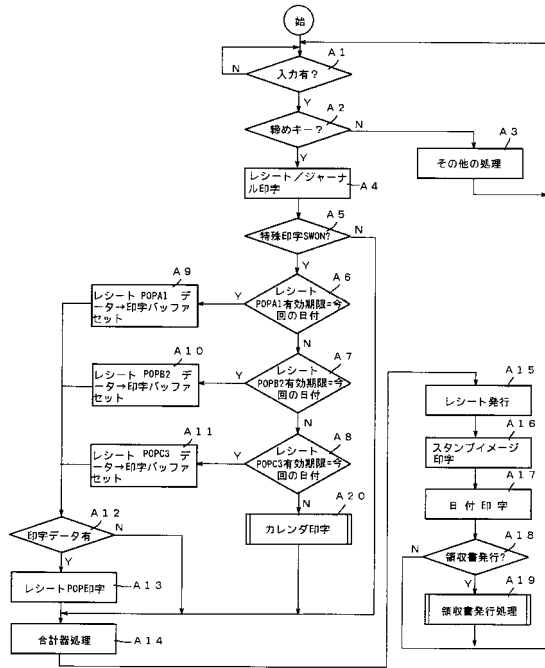 始
A1
入力有?
N
Y
A2
締めキー?
N
Y
A3
その他の処理
レシート/ジャーナ
ル印字
A4
A5
特殊印字SWON?
N
Y
A6
レシート
POPA1有効期限=今
回の日付
Y
N
A9
レシート POPA1 デ
ータ→印字バッファ
セット
A7
レシート
POPB2有効期限=今
回の日付
Y
N
A10
レシート POPB2 デ
ータ→印字バッファ
セット
A8
レシート
POPC3有効期限=今
回の日付
Y
N
A11
レシート POPC3 デ
ータ→印字バッファ
セット
A20
カレンダ印字
A12
印字データ有
N
Y
レシートPOPE印字
A13
合計器処理
A14
A15
レシート発行
A16
スタンプイメージ
印字
A17
日付印字
A18
領収書発行?
N
Y
A19
領収書発行処理